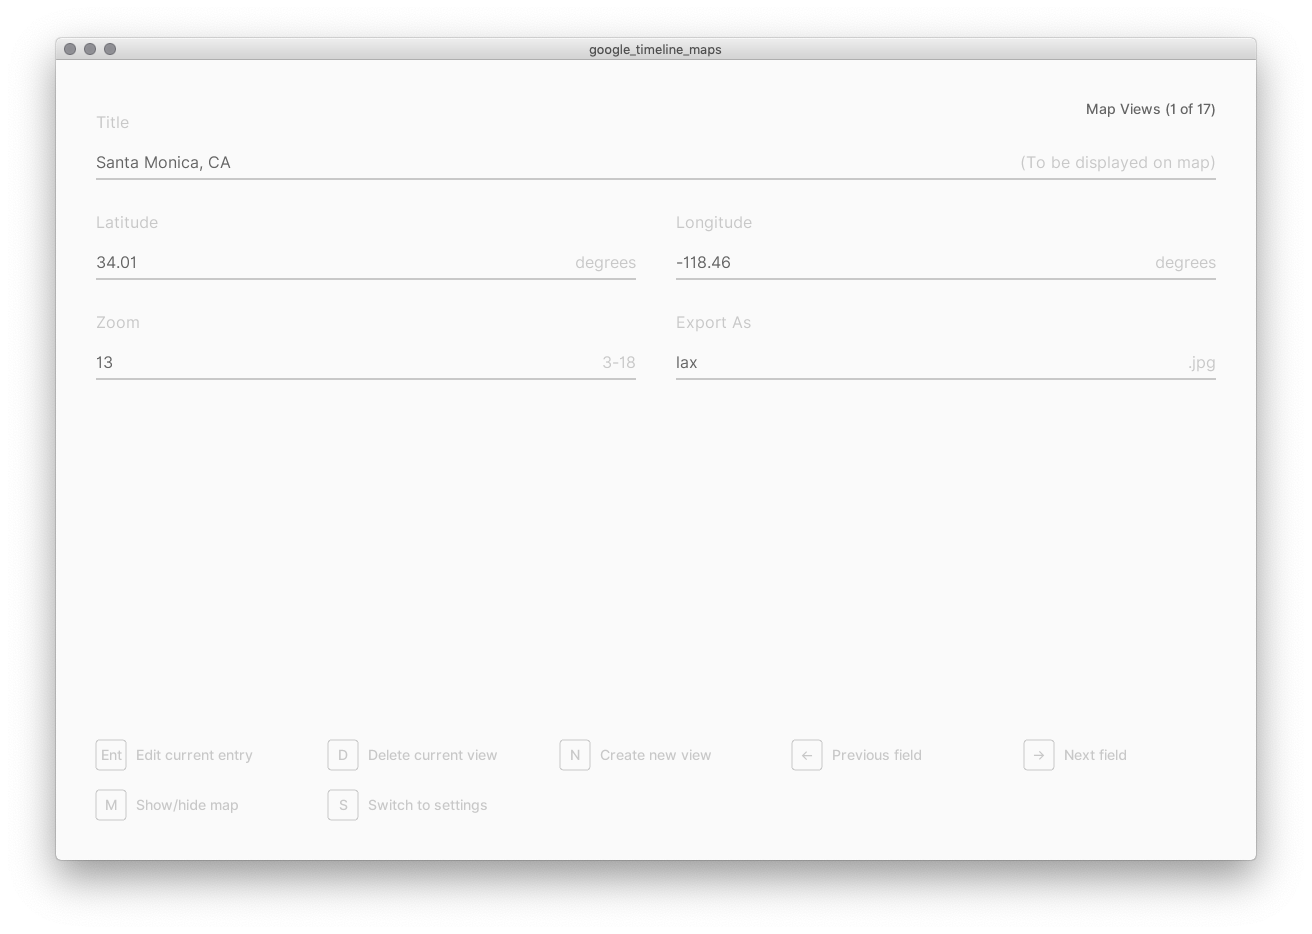 google_timeline_maps
Map Views (1 of 17)
Title
Santa Monica, CA (To be displayed on map)
Latitude Longitude
34.01 degrees -118.46 degrees
Zoom Export As
13 3-18 lax .jpg
Ent Edit current entry D Delete current view N Create new view ← Previous field → Next field
M Show/hide map S Switch to settings